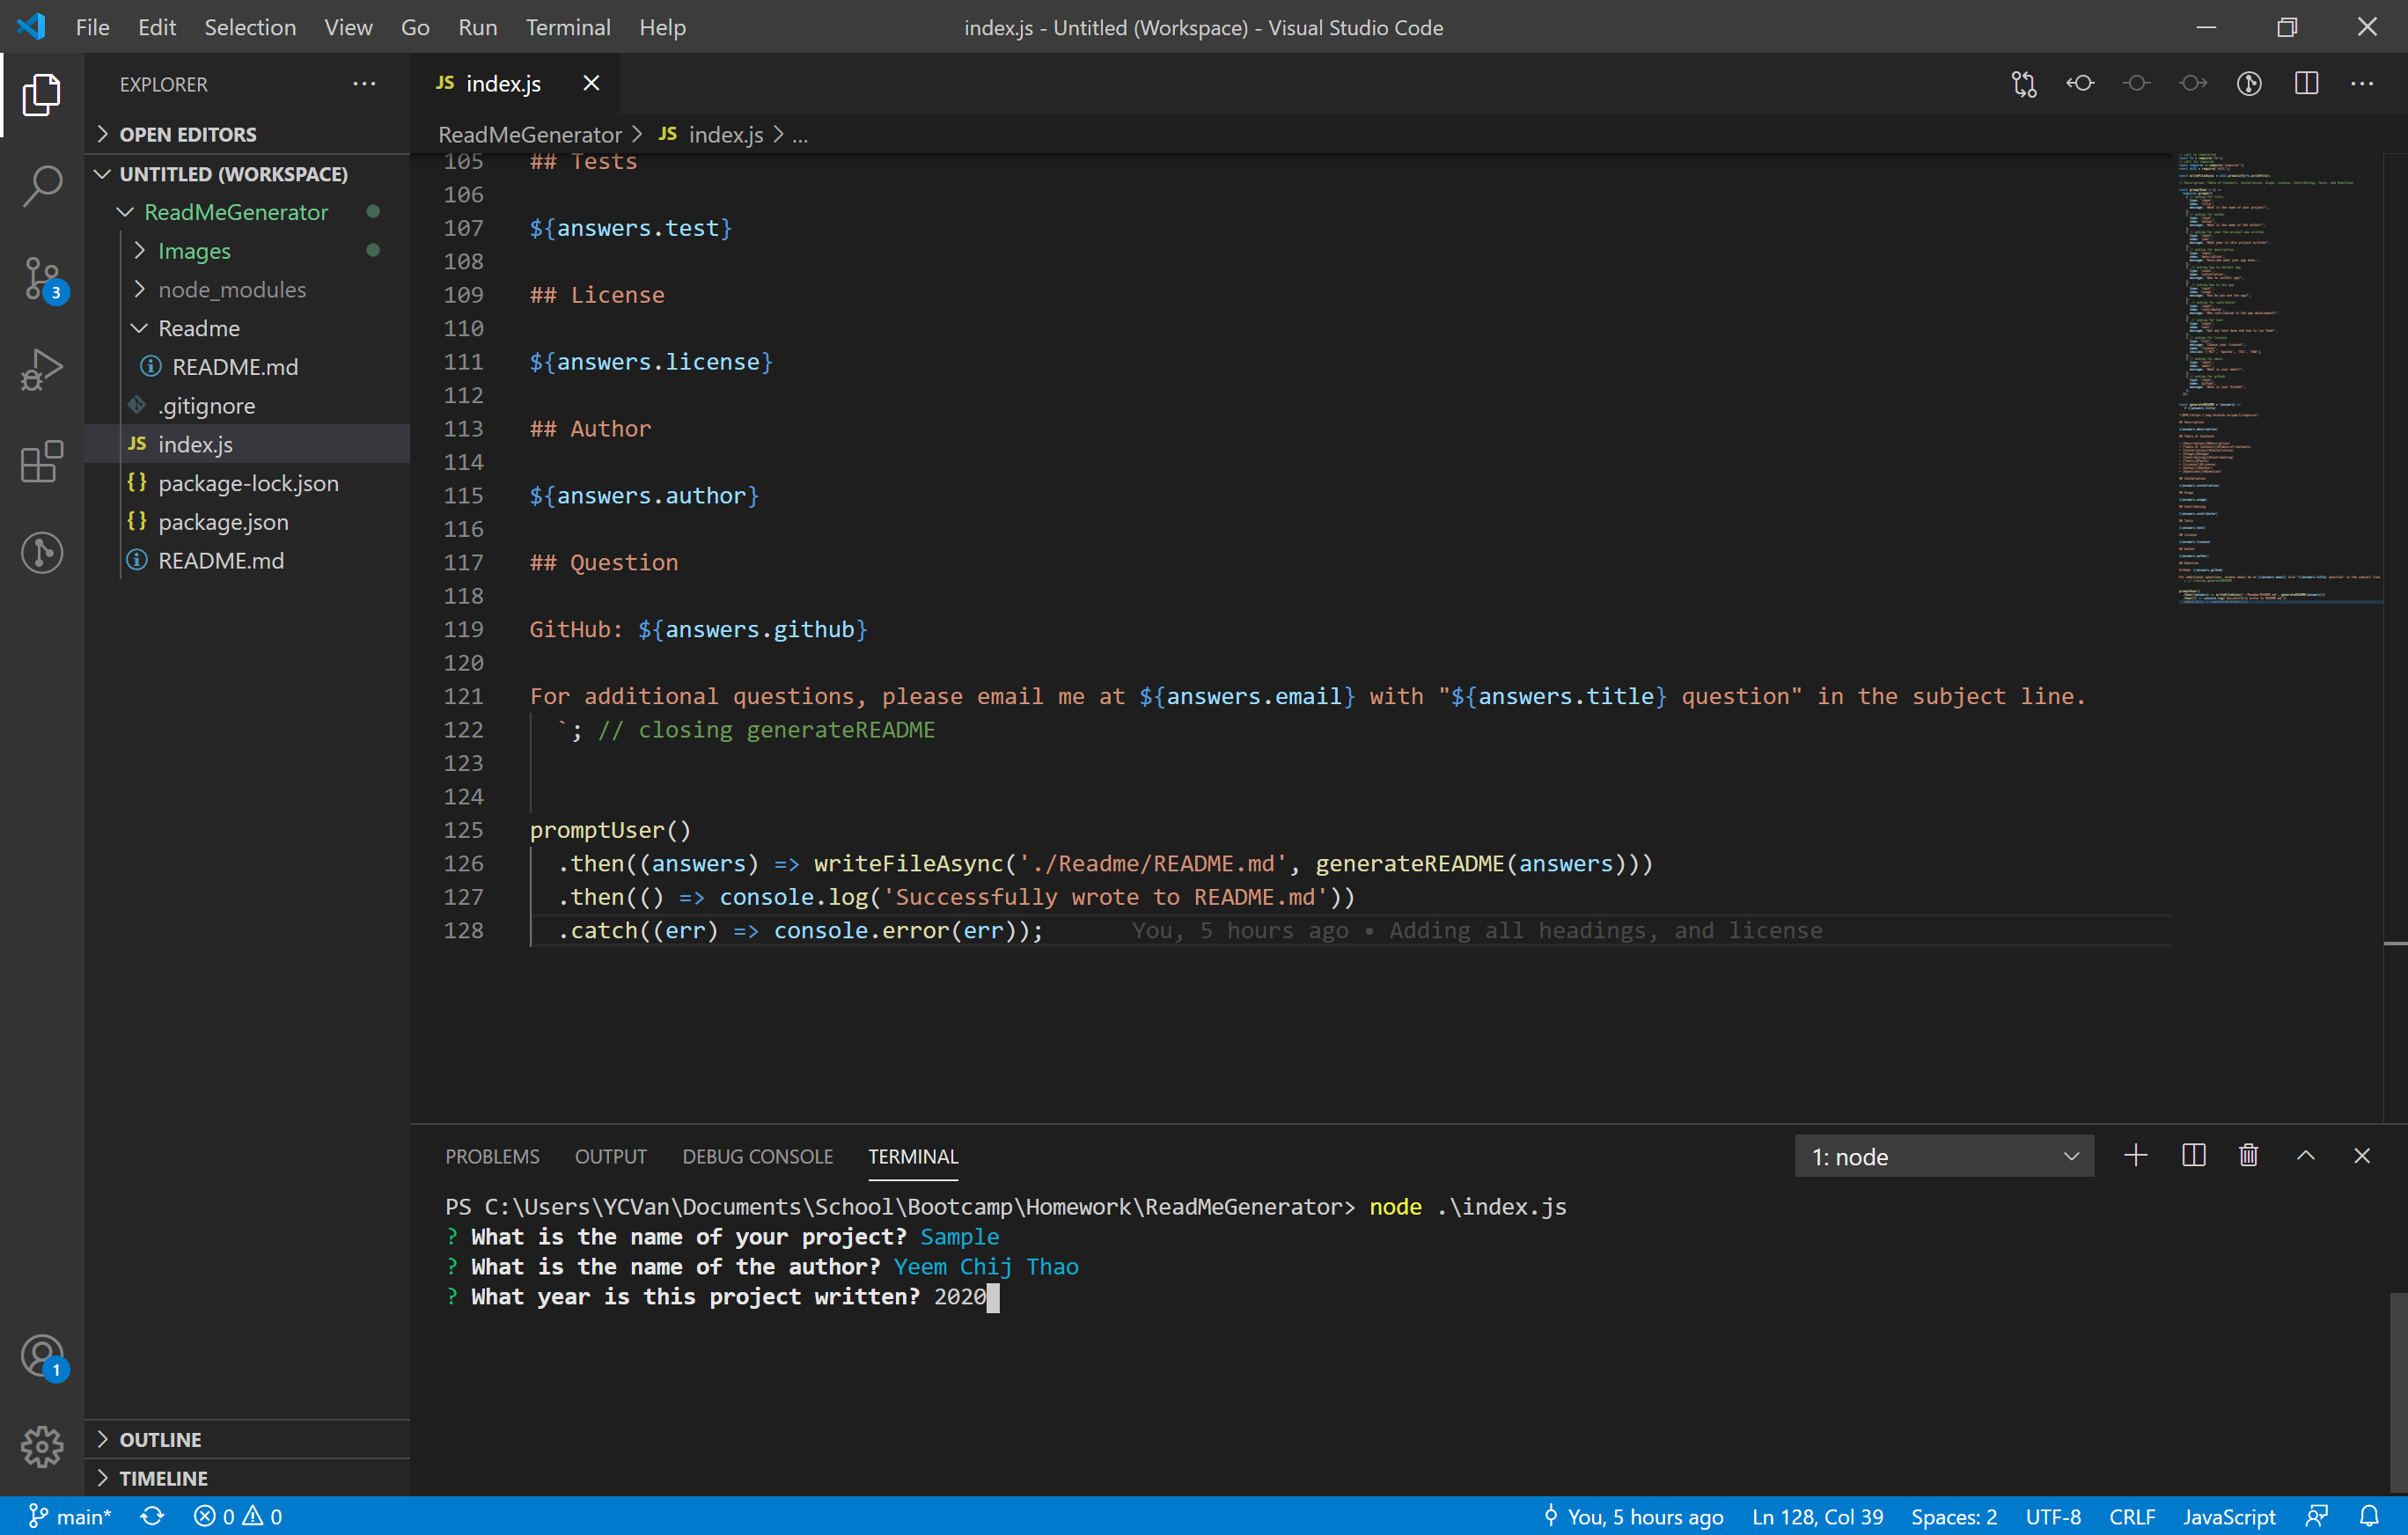 File Edit Selection View Go Run Terminal Help
index.js - Untitled (Workspace) - Visual Studio Code
EXPLORER
OPEN EDITORS
UNTITLED (WORKSPACE)
ReadMeGenerator
Images
node_modules
Readme
README.md
.gitignore
JS index.js
{} package-lock.json
{} package.json
README.md
3
1
OUTLINE
TIMELINE
JS index.js
ReadMeGenerator > JS index.js > ...
105 ## Tests
106
107 ${answers.test}
108
109 ## License
110
111 ${answers.license}
112
113 ## Author
114
115 ${answers.author}
116
117 ## Question
118
119 GitHub: ${answers.github}
120
121 For additional questions, please email me at ${answers.email} with "${answers.title} question" in the subject line.
122 `; // closing generateREADME
123
124
125 promptUser()
126 .then((answers) => writeFileAsync('./Readme/README.md', generateREADME(answers)))
127 .then(() => console.log('Successfully wrote to README.md'))
128 .catch((err) => console.error(err)); You, 5 hours ago • Adding all headings, and license
PROBLEMS OUTPUT DEBUG CONSOLE TERMINAL
1: node
PS C:\Users\YCVan\Documents\School\Bootcamp\Homework\ReadMeGenerator> node .\index.js
? What is the name of your project? Sample
? What is the name of the author? Yeem Chij Thao
? What year is this project written? 2020
main* 0 0
You, 5 hours ago Ln 128, Col 39 Spaces: 2 UTF-8 CRLF JavaScript